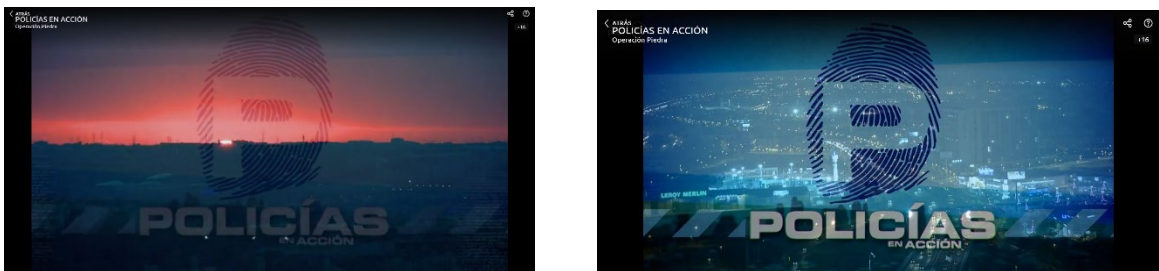 ATRÁS
POLICÍAS EN ACCIÓN
Operación Piedra
+16
POLICÍAS
EN ACCIÓN
ATRÁS
POLICÍAS EN ACCIÓN
Operación Piedra
+16
LEROY MERLIN
POLICÍAS
EN ACCIÓN